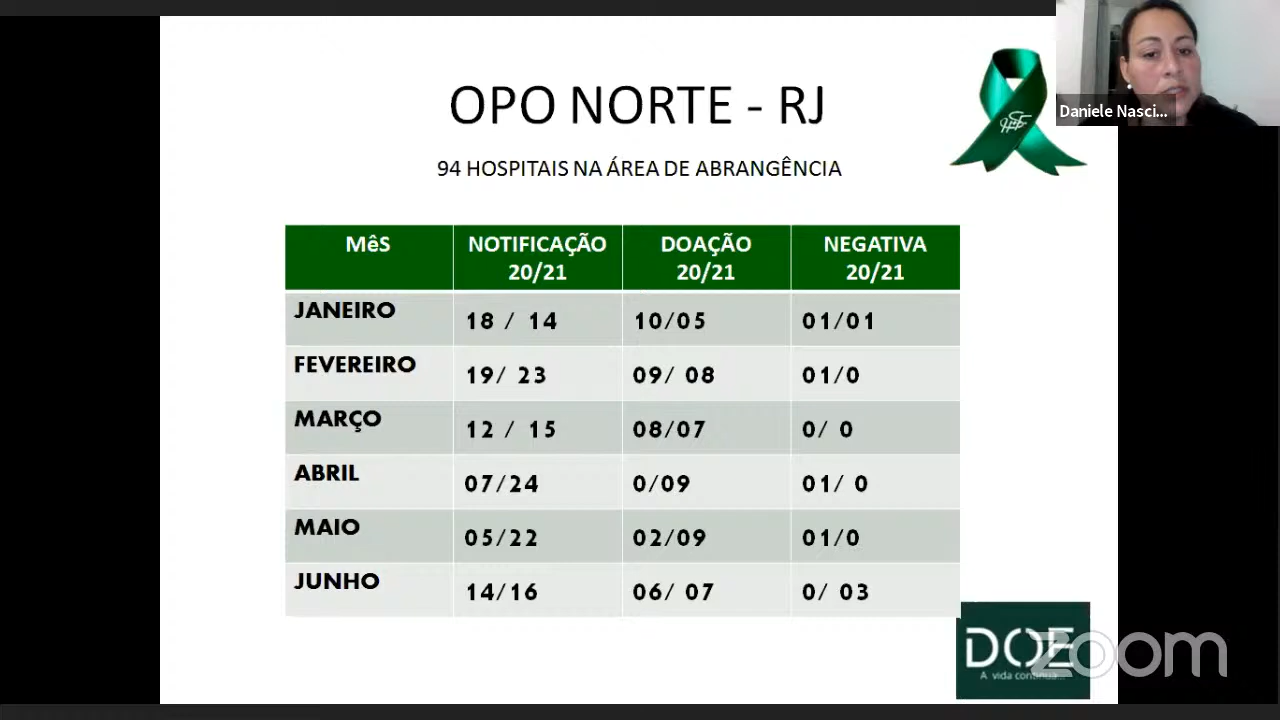 OPO NORTE - RJ
94 HOSPITAIS NA ÁREA DE ABRANGÊNCIA
Daniele Nasci...
MêS NOTIFICAÇÃO 20/21 DOAÇÃO 20/21 NEGATIVA 20/21
JANEIRO 18 / 14 10/05 01/01
FEVEREIRO 19/ 23 09/ 08 01/0
MARÇO 12 / 15 08/07 0/ 0
ABRIL 07/24 0/09 01/ 0
MAIO 05/22 02/09 01/0
JUNHO 14/16 06/ 07 0/ 03
DOE
A vida continua...
zoom